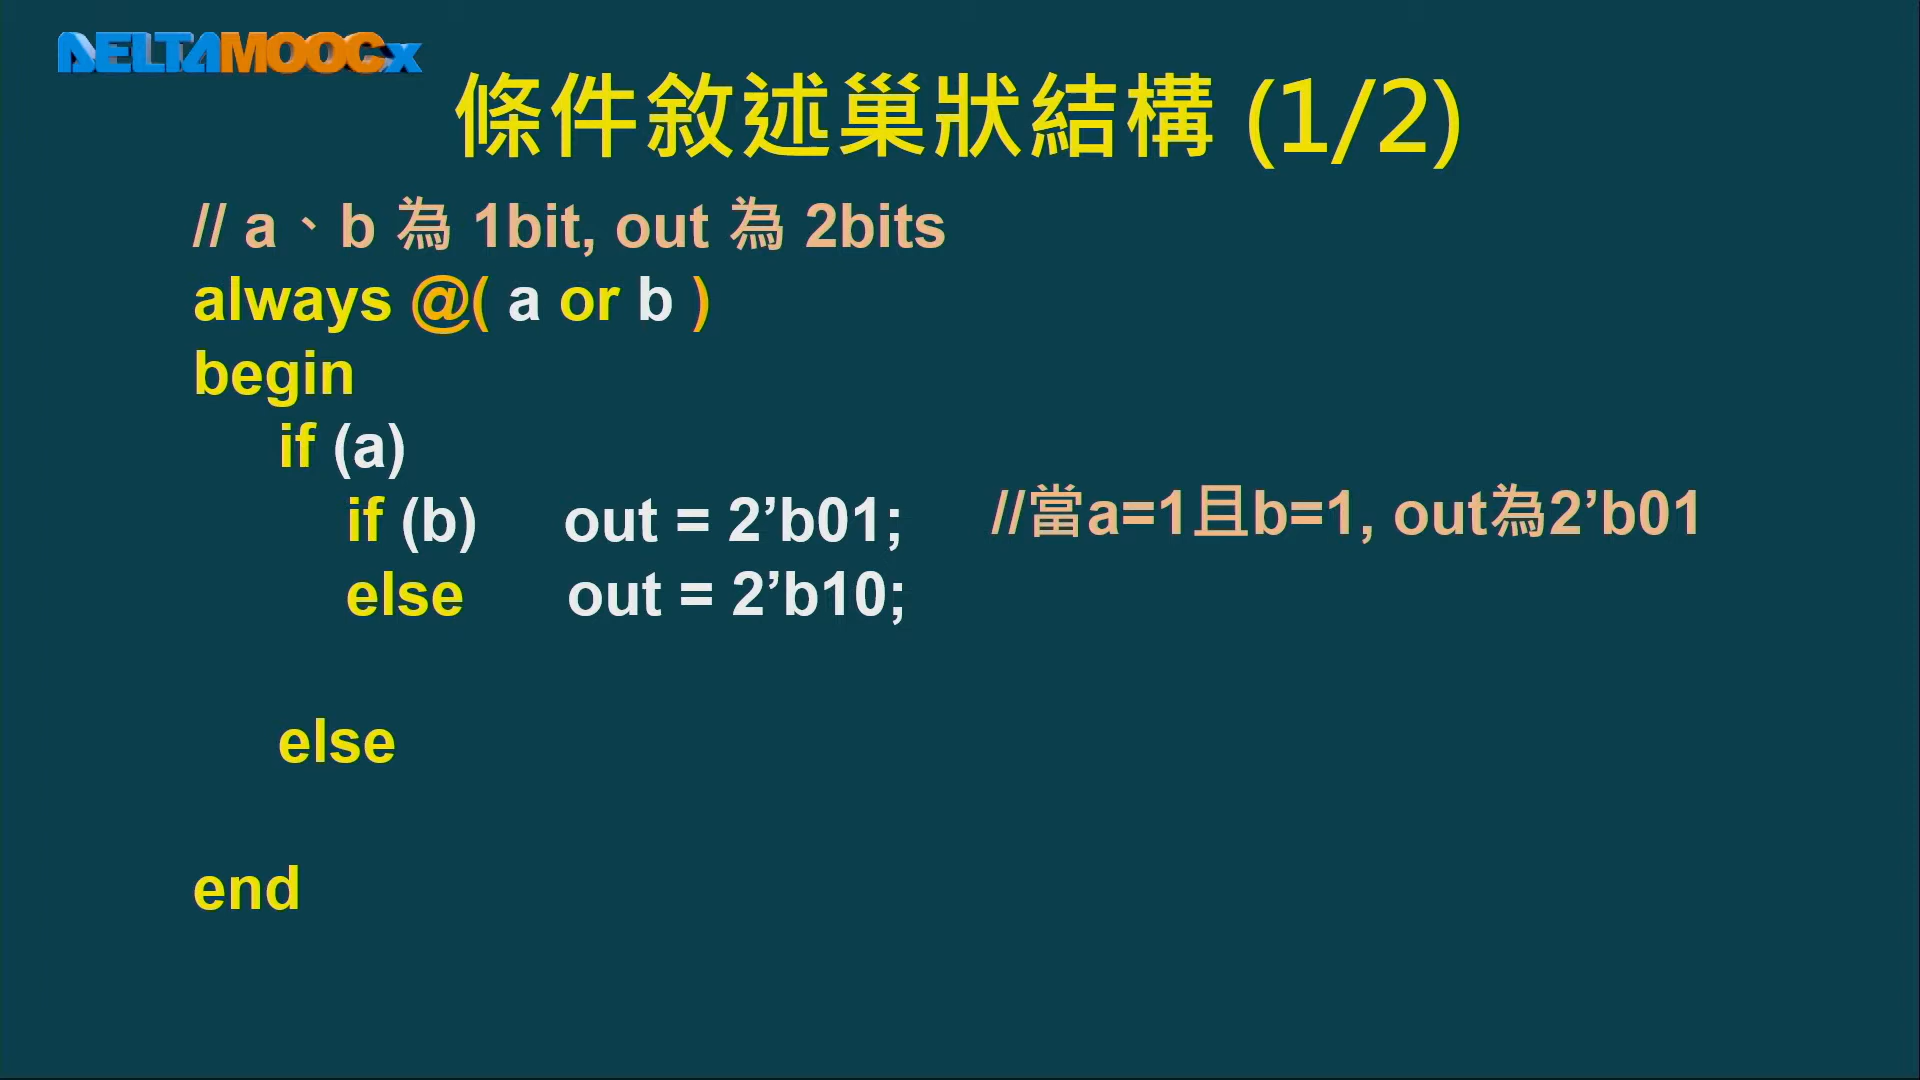 DELTAMOOCx
條件敘述巢狀結構 (1/2)
// a、b 為 1bit, out 為 2bits
always @( a or b )
begin
if (a)
if (b) out = 2’b01; //當a=1且b=1, out為2’b01
else out = 2’b10;
else
end